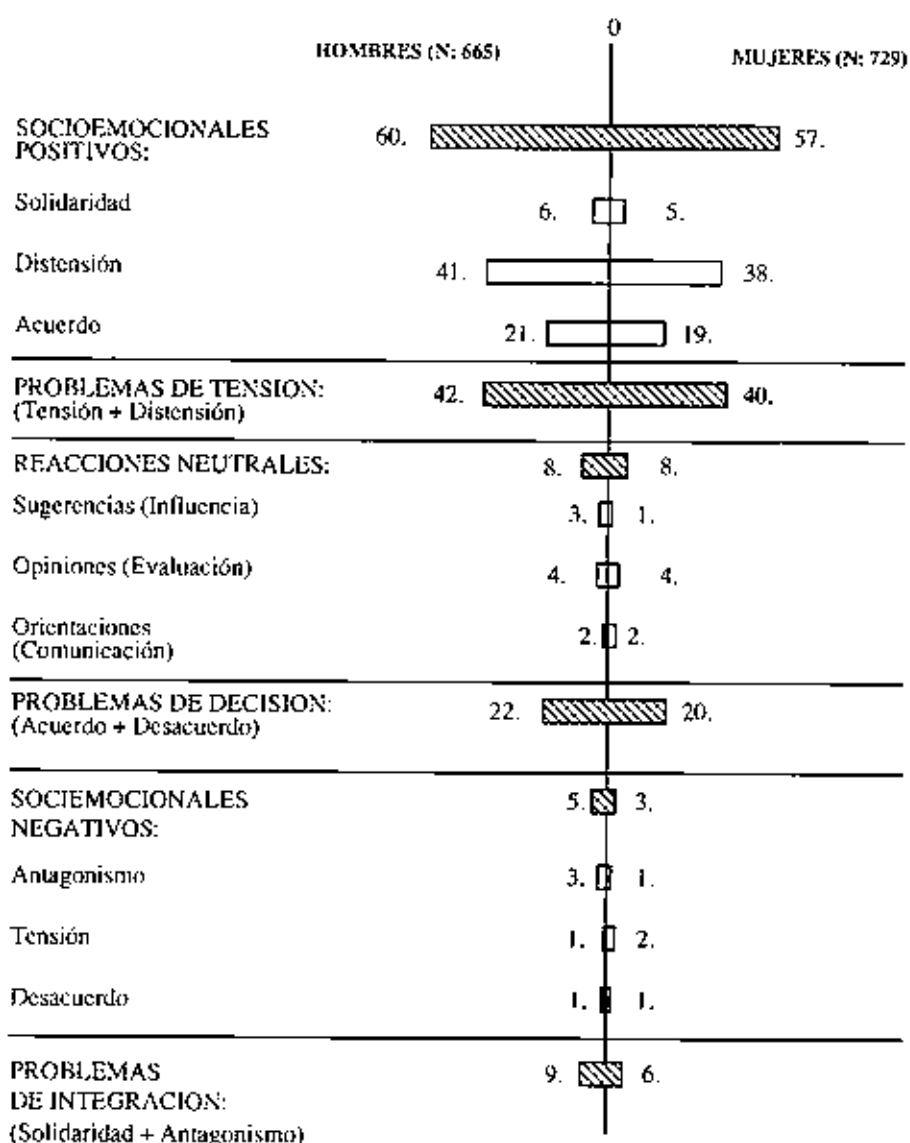 0
HOMBRES (N: 665) MUJERES (N: 729)
SOCIOEMOCIONALES
POSITIVOS: 60. 57.
Solidaridad 6. 5.
Distensión 41. 38.
Acuerdo 21. 19.
PROBLEMAS DE TENSION: 42. 40.
(Tensión + Distensión)
REACCIONES NEUTRALES: 8. 8.
Sugerencias (Influencia) 3. 1.
Opiniones (Evaluación) 4. 4.
Orientaciones
(Comunicación) 2. 2.
PROBLEMAS DE DECISION: 22. 20.
(Acuerdo + Desacuerdo)
SOCIEMOCIONALES 5. 3.
NEGATIVOS:
Antagonismo 3. 1.
Tensión 1. 2.
Desacuerdo 1. 1.
PROBLEMAS 9. 6.
DE INTEGRACION:
(Solidaridad + Antagonismo)